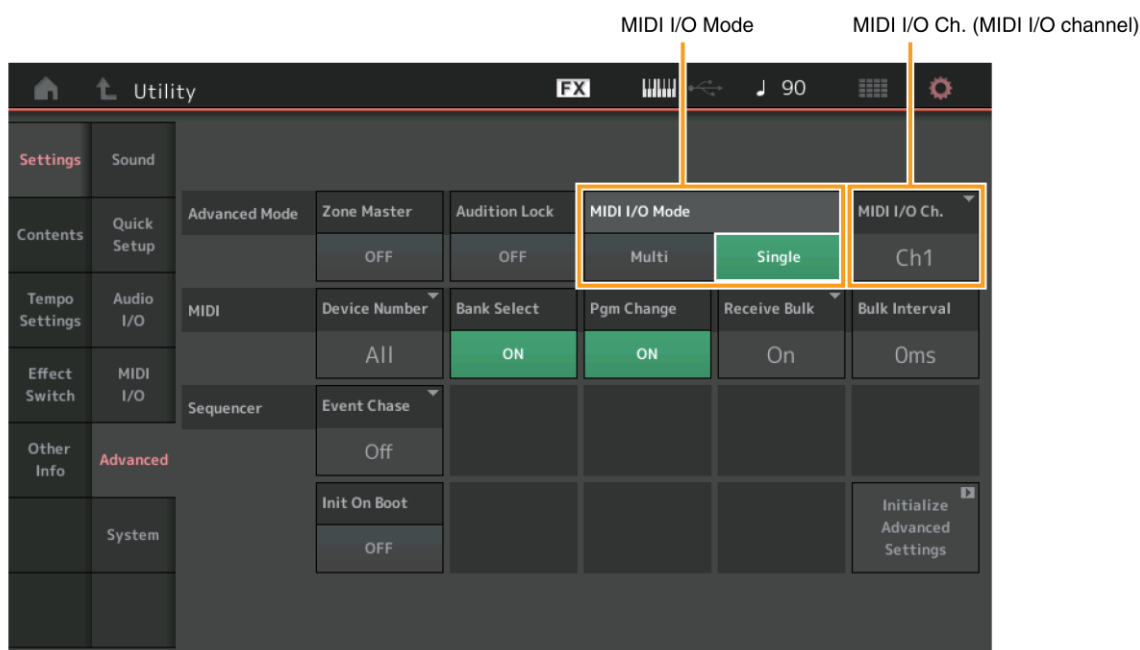 MIDI I/O Mode
MIDI I/O Ch. (MIDI I/O channel)
Utility
FX
90
Settings
Sound
Contents
Quick
Setup
Tempo
Settings
Audio
I/O
Effect
Switch
MIDI
I/O
Other
Info
Advanced
System
Advanced Mode
Zone Master
OFF
Audition Lock
OFF
MIDI I/O Mode
Multi
Single
MIDI I/O Ch.
Ch1
MIDI
Device Number
All
Bank Select
ON
Pgm Change
ON
Receive Bulk
On
Bulk Interval
0ms
Sequencer
Event Chase
Off
Init On Boot
OFF
Initialize
Advanced
Settings